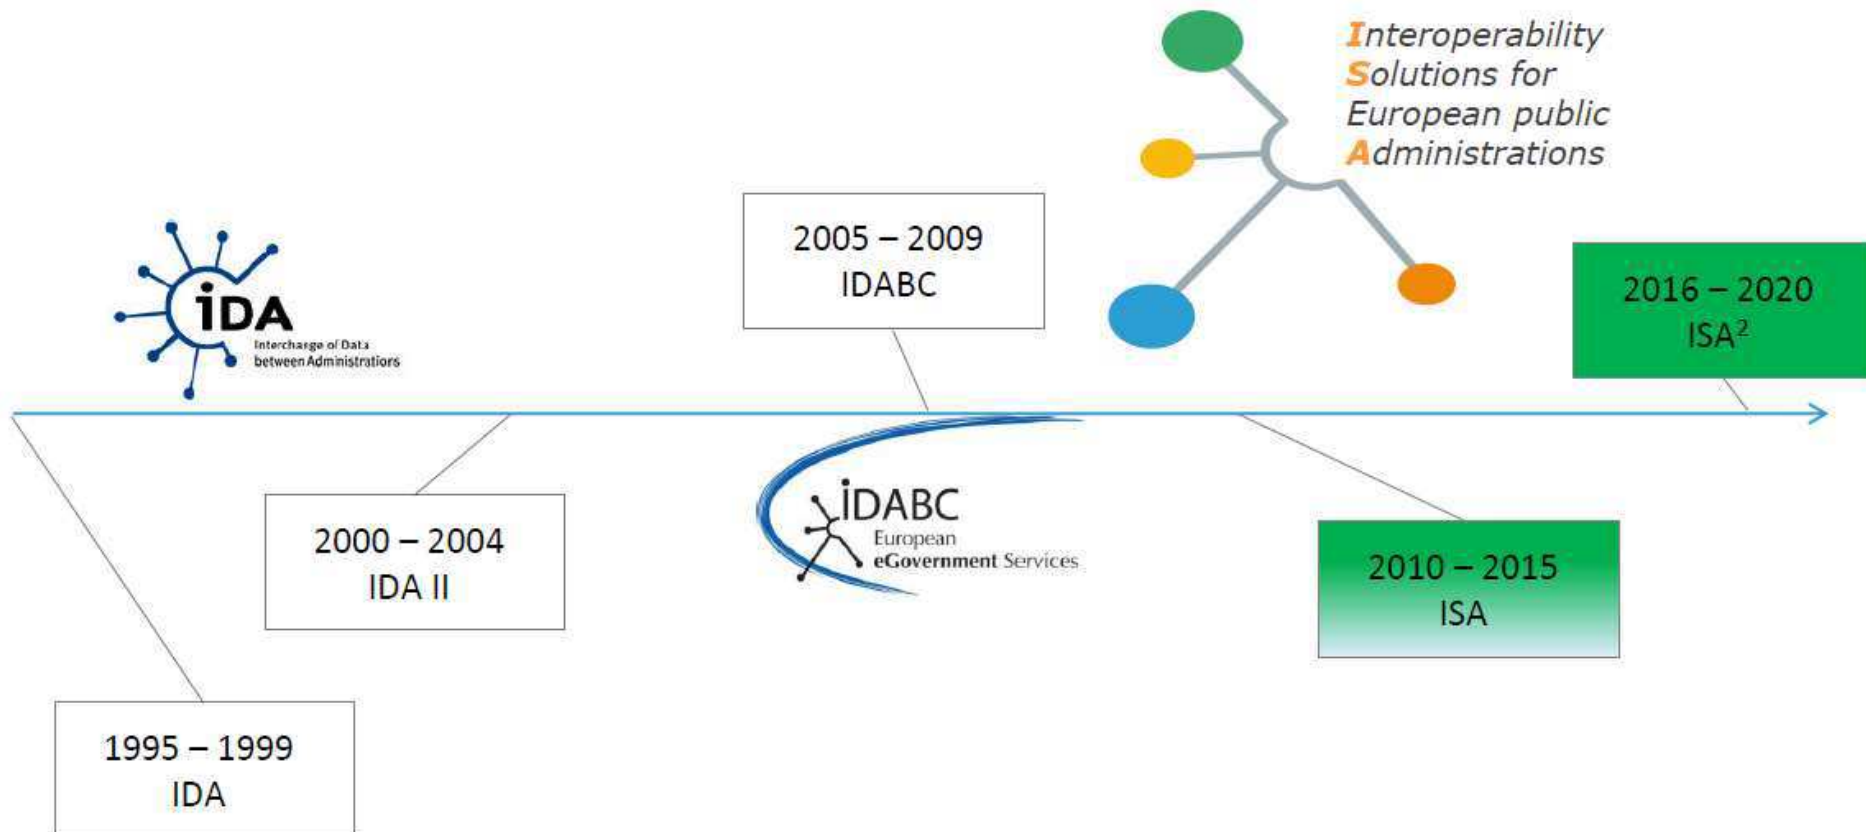 Interoperability
Solutions for
European public
Administrations
2005 – 2009
IDABC
2016 – 2020
ISA²
iDA
Interchange of Data
between Administrations
2000 – 2004
IDA II
iDABC
European
eGovernment Services
2010 – 2015
ISA
1995 – 1999
IDA